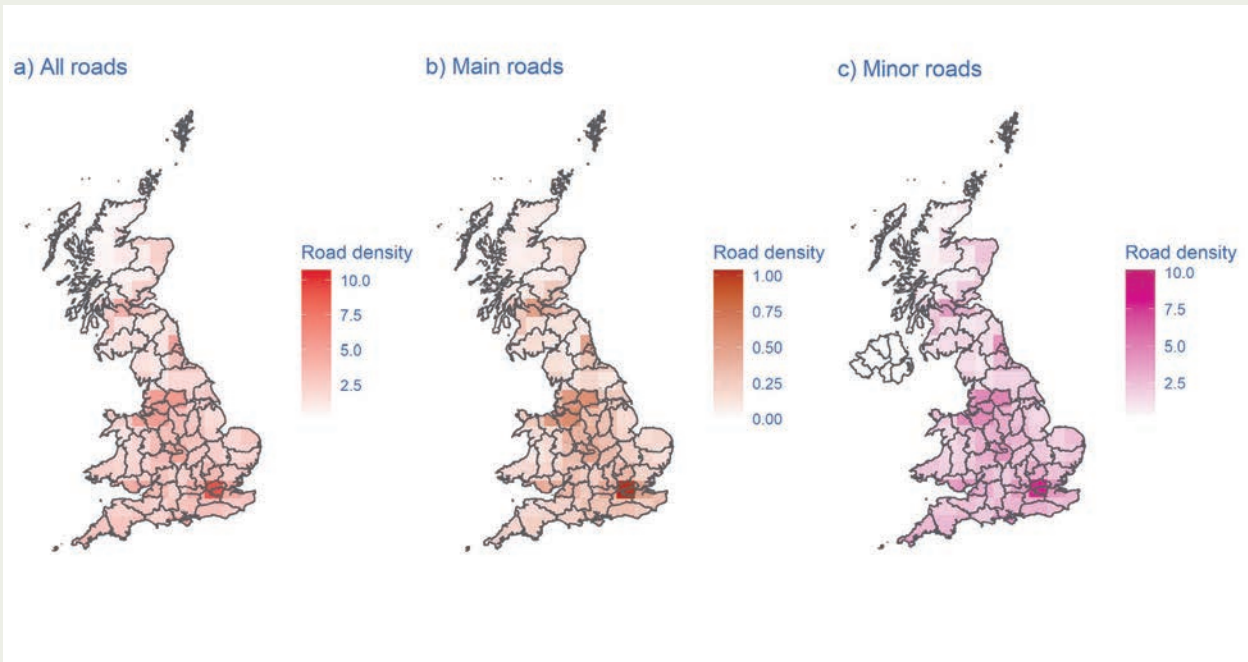 a) All roads
b) Main roads
c) Minor roads
Road density
10.0
7.5
5.0
2.5
Road density
1.00
0.75
0.50
0.25
0.00
Road density
10.0
7.5
5.0
2.5